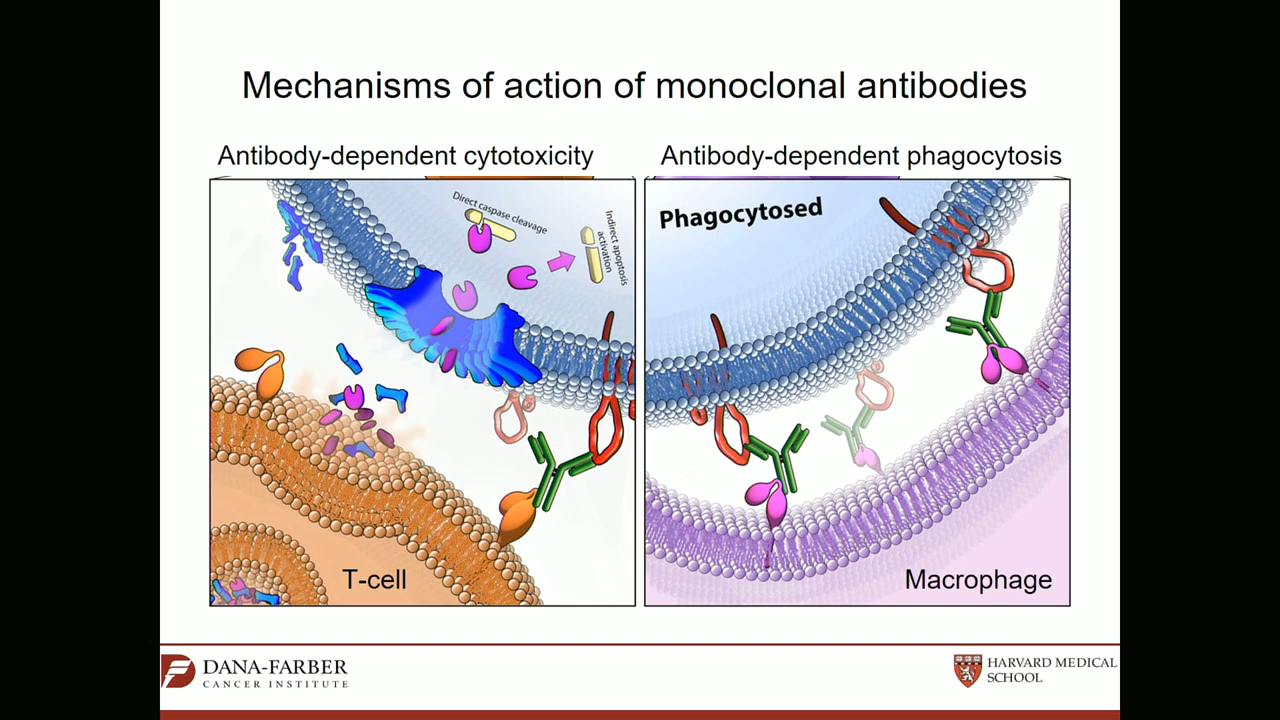 Mechanisms of action of monoclonal antibodies
Antibody-dependent cytotoxicity
Direct caspase cleavage
Indirect apoptosis
activation
T-cell
Antibody-dependent phagocytosis
Phagocytosed
Macrophage
DANA-FARBER
CANCER INSTITUTE
HARVARD MEDICAL
SCHOOL